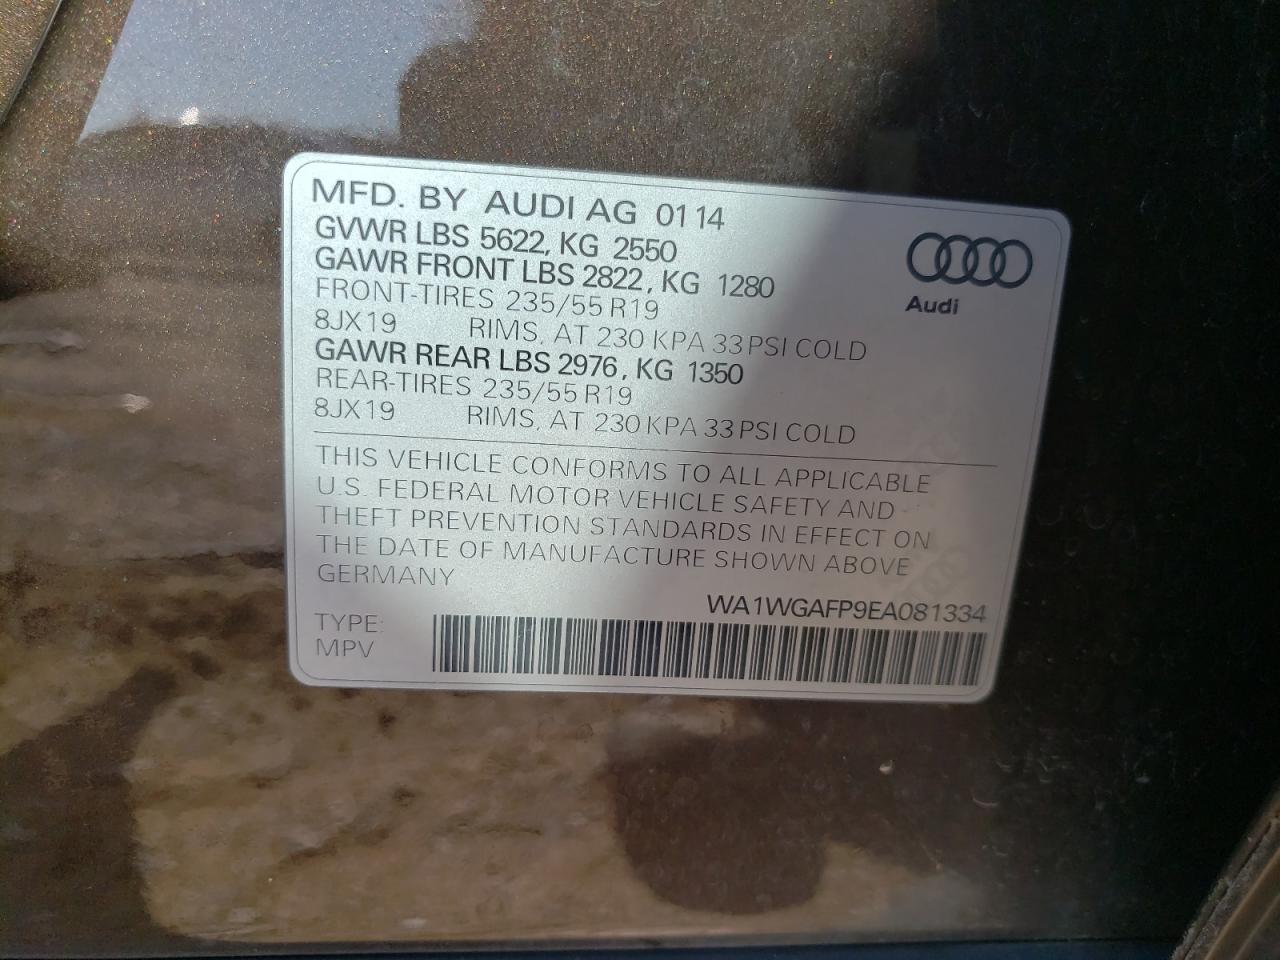 MFD. BY AUDI AG 01 14
GVWR LBS 5622, KG 2550
GAWR FRONT LBS 2822, KG 1280
FRONT-TIRES 235/55 R19
8JX19 RIMS, AT 230 KPA 33 PSI COLD
GAWR REAR LBS 2976, KG 1350
REAR-TIRES 235/55 R19
8JX19 RIMS, AT 230 KPA 33 PSI COLD
Audi
THIS VEHICLE CONFORMS TO ALL APPLICABLE
U.S. FEDERAL MOTOR VEHICLE SAFETY AND
THEFT PREVENTION STANDARDS IN EFFECT ON
THE DATE OF MANUFACTURE SHOWN ABOVE
GERMANY
WA1WGAFP9EA081334
TYPE:
MPV